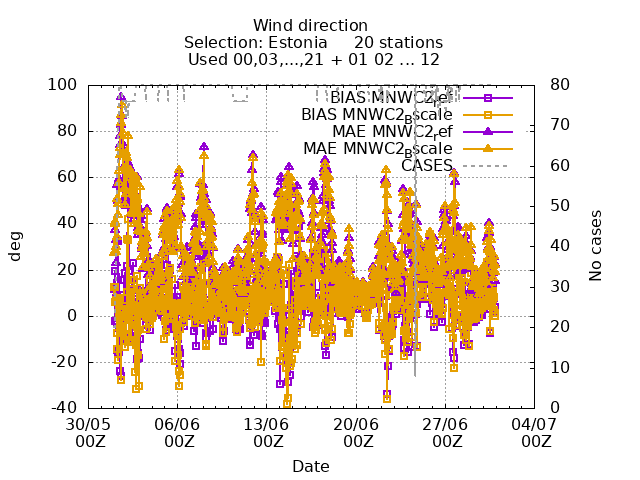 Wind direction
Selection: Estonia 20 stations
Used 00,03,...,21 + 01 02 ... 12
100 80
BIAS MNWC2_ref
BIAS MNWC2_Bscale
MAE MNWC2_ref
MAE MNWC2_Bscale
CASES
80 70
60 60
40 50
20 40
0 30
-20 20
-40 10
0
deg
No cases
30/05 06/06 13/06 20/06 27/06 04/07
00Z 00Z 00Z 00Z 00Z 00Z
Date